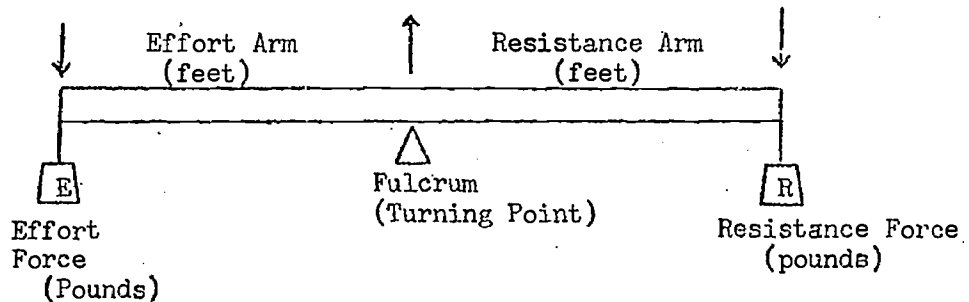 Effort Arm
(feet)
Resistance Arm
(feet)
E
R
Effort
Force
(Pounds)
Fulcrum
(Turning Point)
Resistance Force
(pounds)